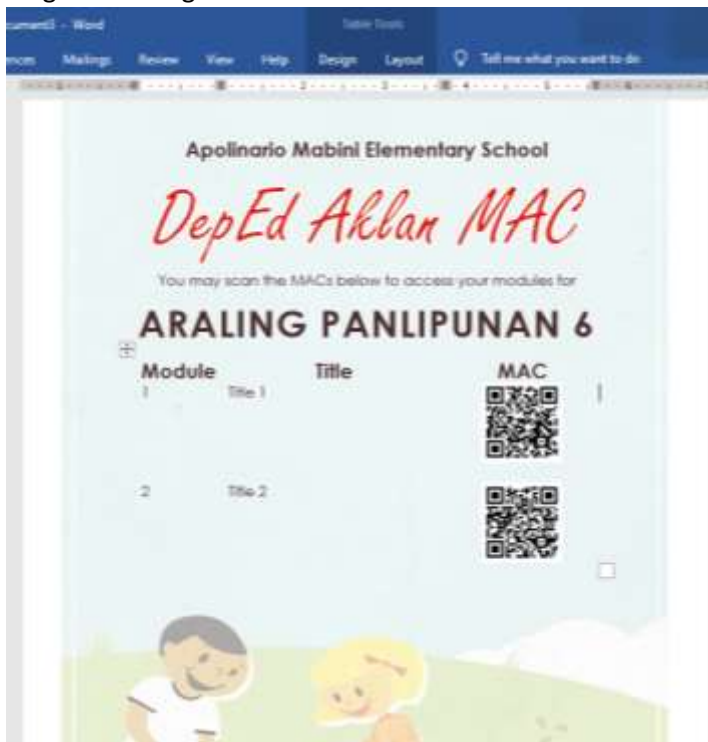 Document3 - Word
Table Tools
Mailings Review View Help Design Layout Tell me what you want to do
Apolinario Mabini Elementary School
DepEd Aklan MAC
You may scan the MACs below to access your modules for
ARALING PANLIPUNAN 6
Module Title MAC
1 Title 1
2 Title 2